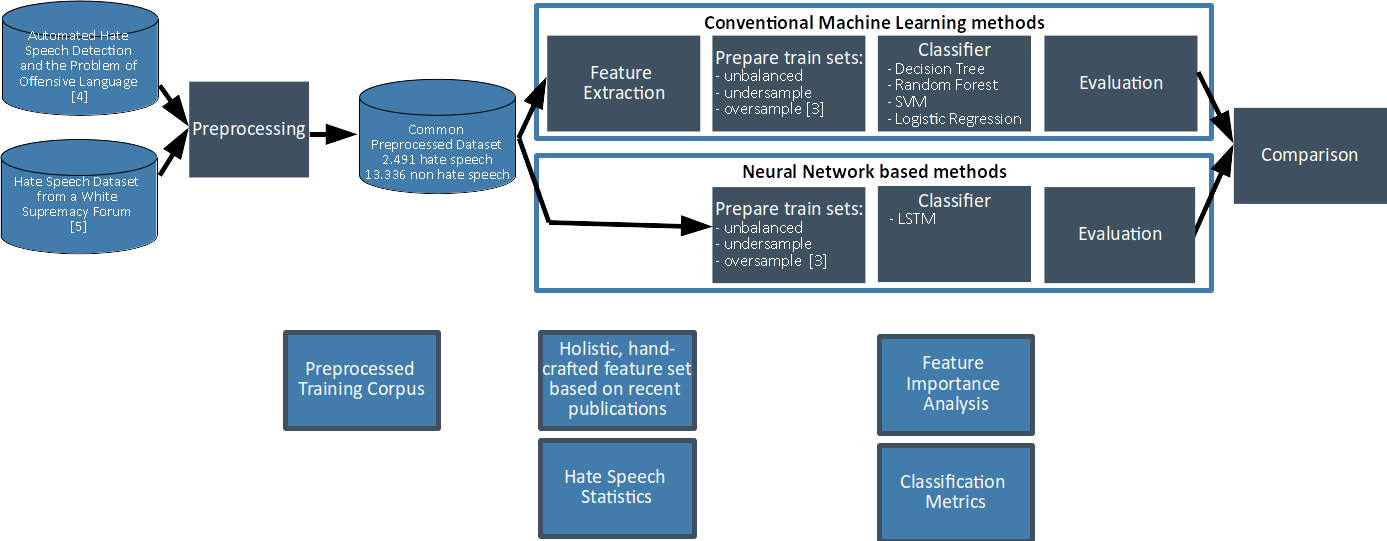 Automated Hate
Speech Detection
and the Problem of
Offensive Language
[4]
Hate Speech Dataset
from a White
Supremacy Forum
[5]
Preprocessing
Common
Preprocessed Dataset
2.491 hate speech
13.336 non hate speech
Conventional Machine Learning methods
Feature
Extraction
Prepare train sets:
- unbalanced
- undersample
- oversample [3]
Classifier
- Decision Tree
- Random Forest
- SVM
- Logistic Regression
Evaluation
Neural Network based methods
Prepare train sets:
- unbalanced
- undersample
- oversample [3]
Classifier
- LSTM
Evaluation
Comparison
Preprocessed
Training Corpus
Holistic, hand-
crafted feature set
based on recent
publications
Hate Speech
Statistics
Feature
Importance
Analysis
Classification
Metrics